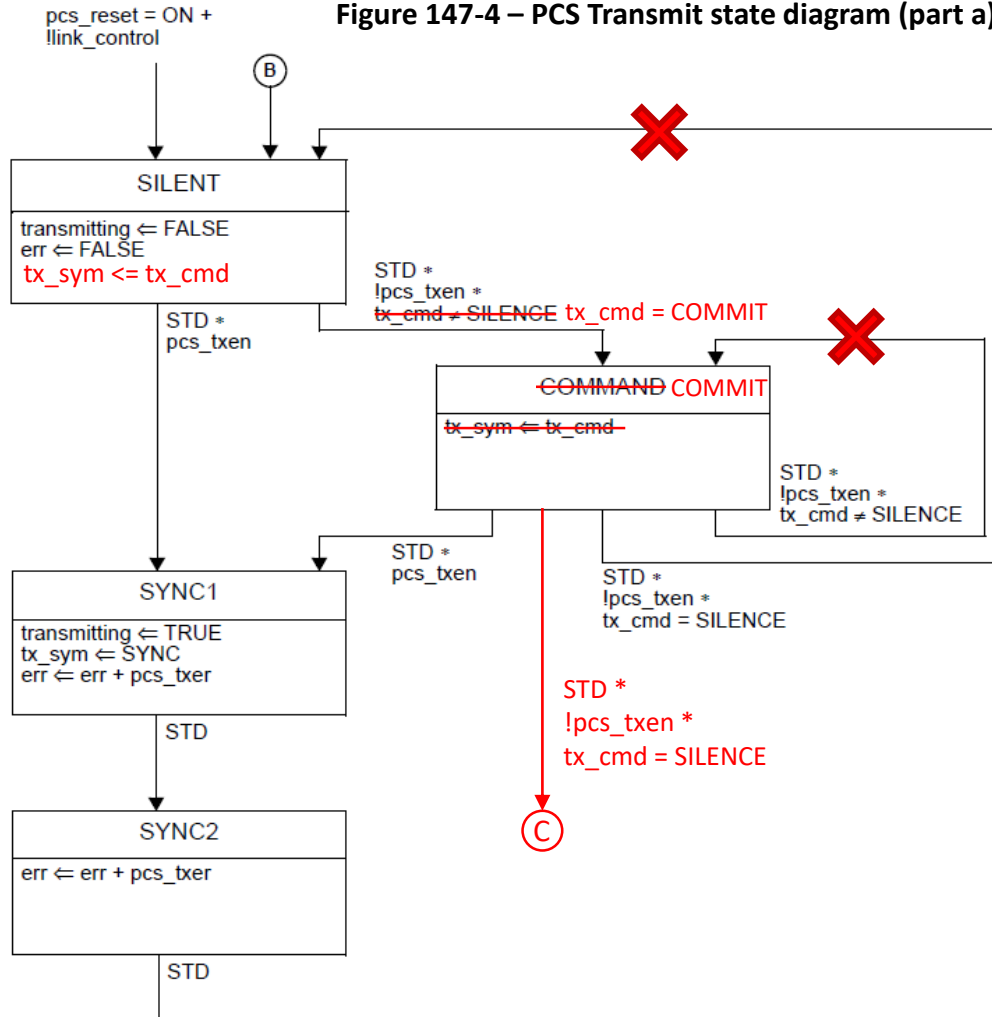 Figure 147-4 – PCS Transmit state diagram (part a)
pcs_reset = ON +
!link_control
B
SILENT
transmitting ⇐ FALSE
err ⇐ FALSE
tx_sym <= tx_cmd
STD *
!pcs_txen *
tx_cmd ≠ SILENCE tx_cmd = COMMIT
STD *
pcs_txen
COMMAND COMMIT
tx_sym ⇐ tx_cmd
STD *
!pcs_txen *
tx_cmd ≠ SILENCE
STD *
pcs_txen
STD *
!pcs_txen *
tx_cmd = SILENCE
SYNC1
transmitting ⇐ TRUE
tx_sym ⇐ SYNC
err ⇐ err + pcs_txer
STD *
!pcs_txen *
tx_cmd = SILENCE
STD
C
SYNC2
err ⇐ err + pcs_txer
STD